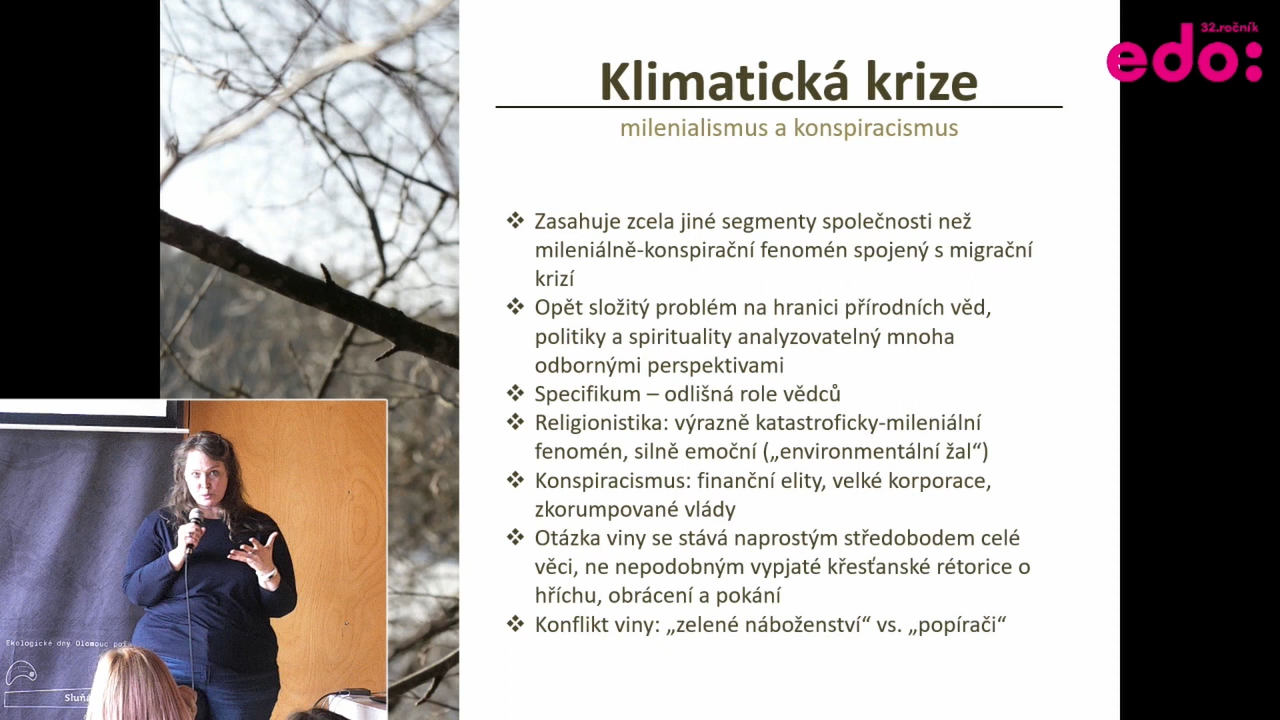 32.ročník
edo:
Klimatická krize
milenialismus a konspiracismus
❖ Zasahuje zcela jiné segmenty společnosti než
mileniálně-konspirační fenomén spojený s migrační
krizí
❖ Opět složitý problém na hranici přírodních věd,
politiky a spirituality analyzovatelný mnoha
odbornými perspektivami
❖ Specifikum – odlišná role vědců
❖ Religionistika: výrazně katastroficky-mileniální
fenomén, silně emoční („environmentální žal“)
❖ Konspiracismus: finanční elity, velké korporace,
zkorumpované vlády
❖ Otázka viny se stává naprostým středobodem celé
věci, ne nepodobným vypjaté křesťanské rétorice o
hříchu, obrácení a pokání
❖ Konflikt viny: „zelené náboženství“ vs. „popírači“
Ekologické dny Olomouc